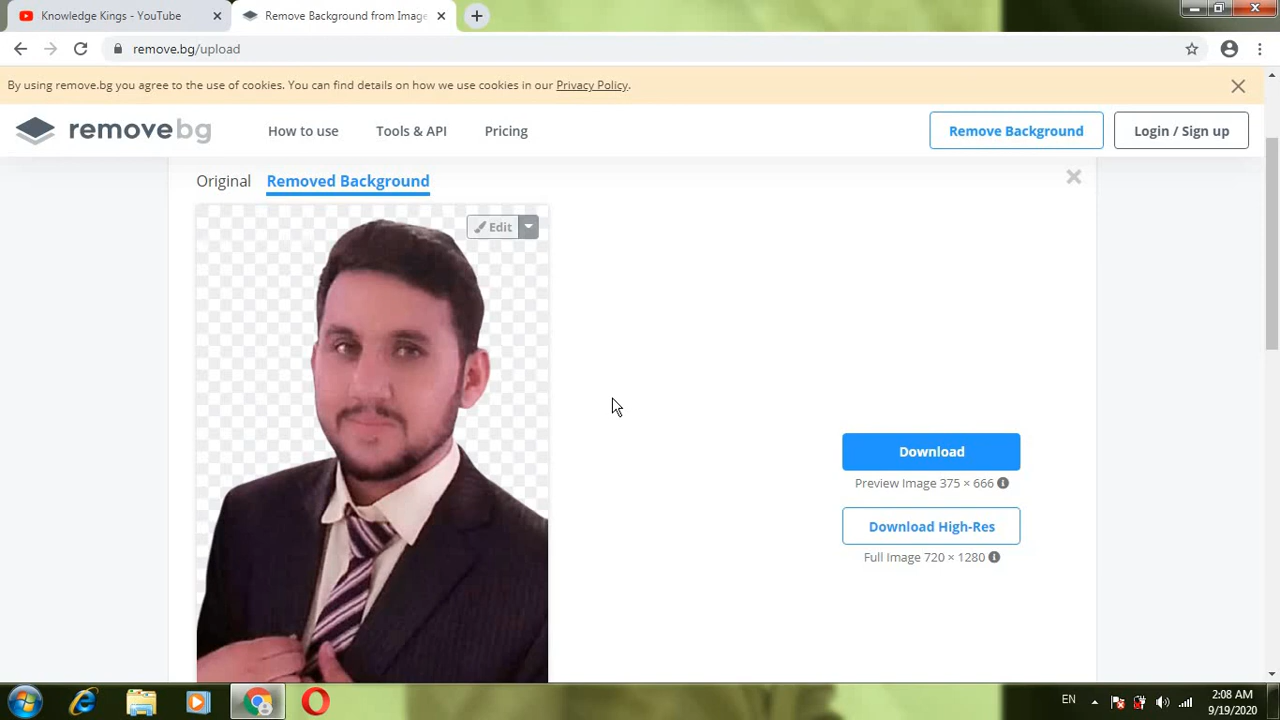 Knowledge Kings - YouTube
Remove Background from Image
remove.bg/upload
By using remove.bg you agree to the use of cookies. You can find details on how we use cookies in our Privacy Policy.
removebg
How to use
Tools & API
Pricing
Remove Background
Login / Sign up
Original
Removed Background
Edit
Download
Preview Image 375 × 666
Download High-Res
Full Image 720 × 1280
EN
2:08 AM
9/19/2020